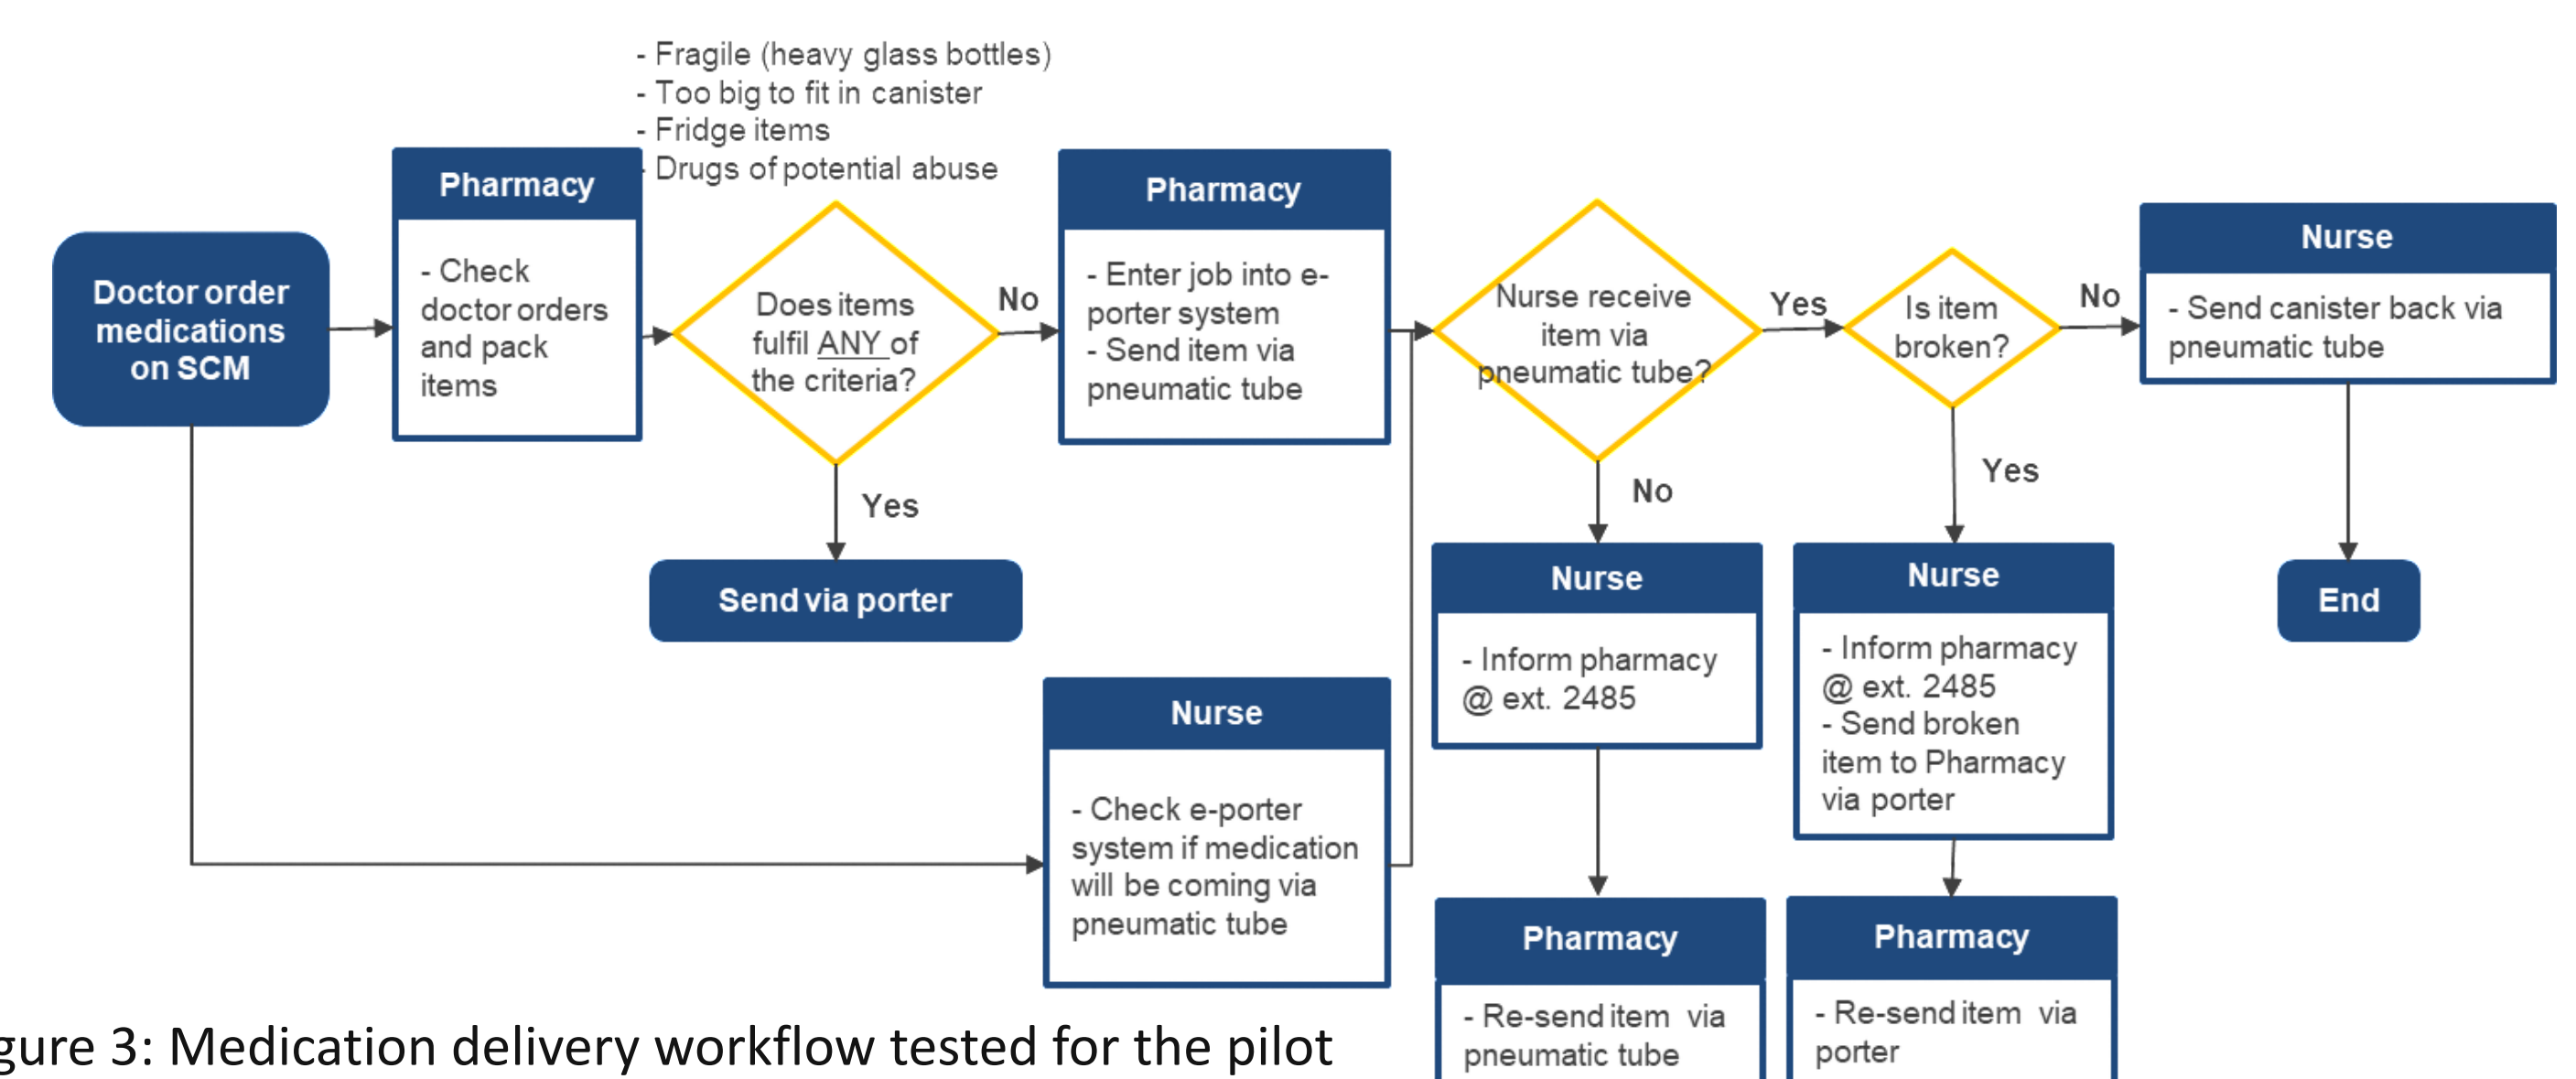 - Fragile (heavy glass bottles)
- Too big to fit in canister
- Fridge items
- Drugs of potential abuse
Doctor order
medications
on SCM
Pharmacy
- Check
doctor orders
and pack
items
Does items
fulfil ANY of
the criteria?
No
Yes
Send via porter
Pharmacy
- Enter job into e-
porter system
- Send item via
pneumatic tube
Nurse
- Check e-porter
system if medication
will be coming via
pneumatic tube
Nurse receive
item via
pneumatic tube?
Yes
No
Nurse
- Inform pharmacy
@ ext. 2485
Pharmacy
- Re-send item via
pneumatic tube
Is item
broken?
No
Yes
Nurse
- Inform pharmacy
@ ext. 2485
- Send broken
item to Pharmacy
via porter
Pharmacy
- Re-send item via
porter
Nurse
- Send canister back via
pneumatic tube
End
gure 3: Medication delivery workflow tested for the pilot